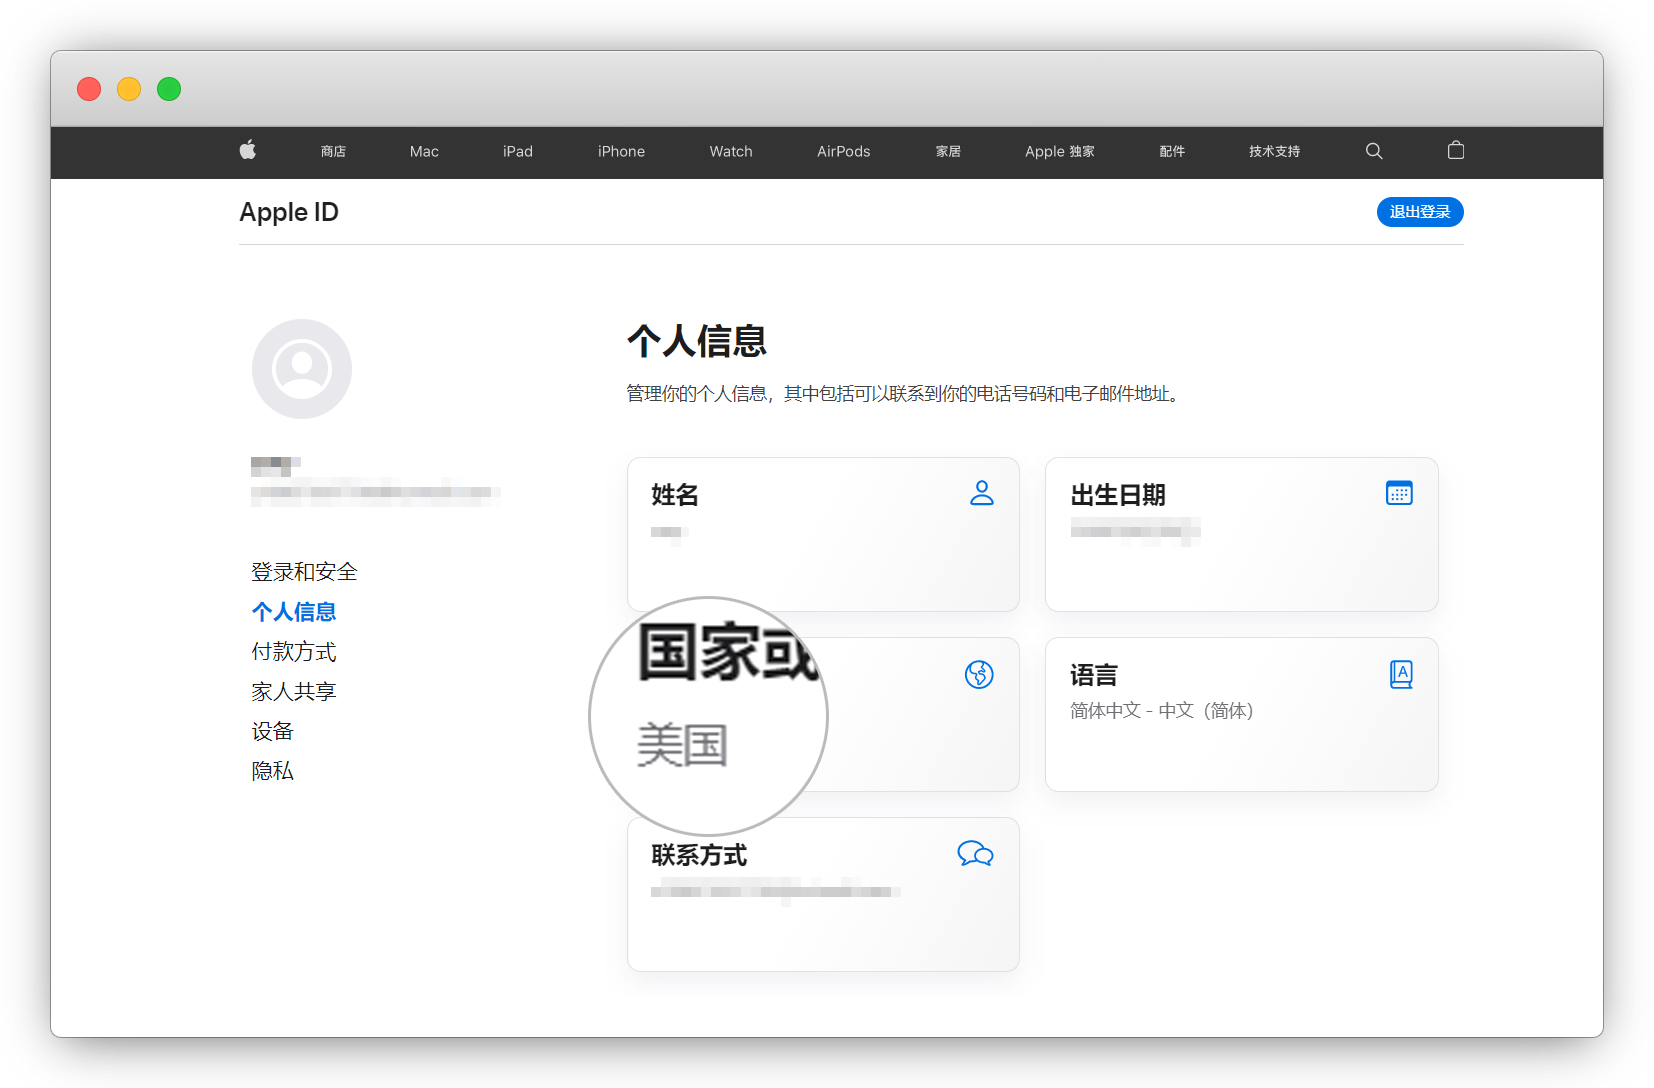 商店 Mac iPad iPhone Watch AirPods 家居 Apple 独家 配件 技术支持
Apple ID
退出登录
个人信息
管理你的个人信息，其中包括可以联系到你的电话号码和电子邮件地址。
登录和安全
个人信息
付款方式
家人共享
设备
隐私
姓名
出生日期
国家或
美国
语言
简体中文 - 中文（简体）
A
联系方式